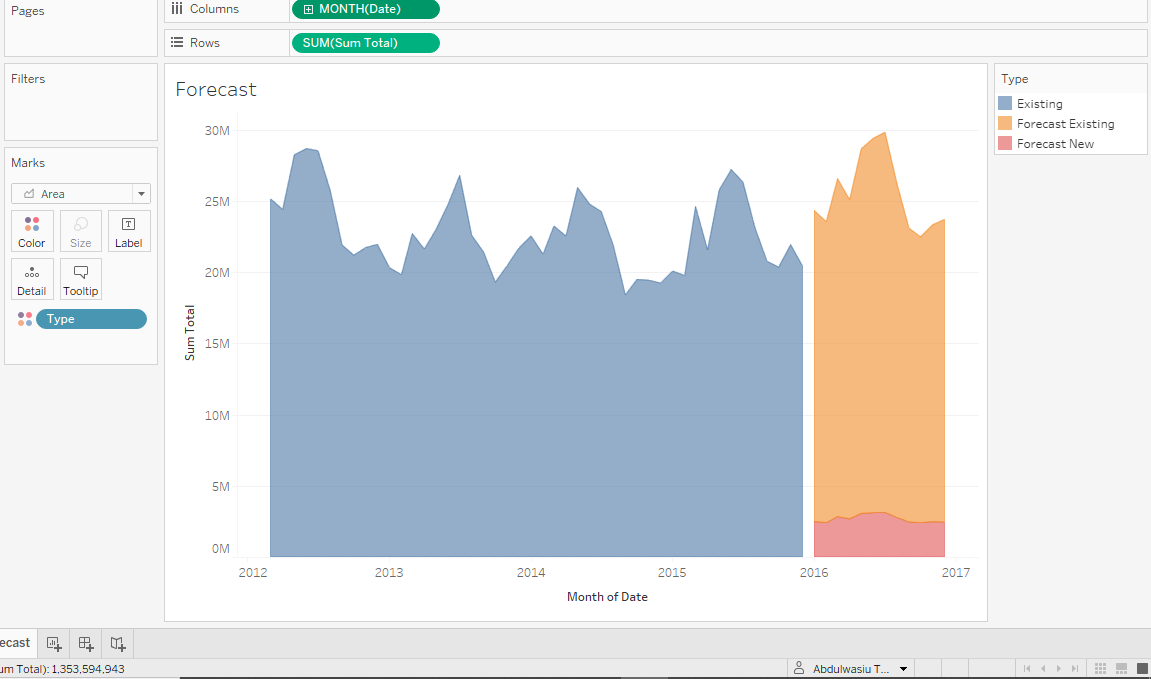 Pages
Columns
MONTH(Date)
Rows
SUM(Sum Total)
Filters
Marks
Area
Color
Size
Label
Detail
Tooltip
Type
Forecast
30M
25M
20M
15M
10M
5M
0M
Sum Total
2012
2013
2014
2015
2016
2017
Month of Date
Type
Existing
Forecast Existing
Forecast New
ecast
um Total): 1,353,594,943
Abdulwasiu T...